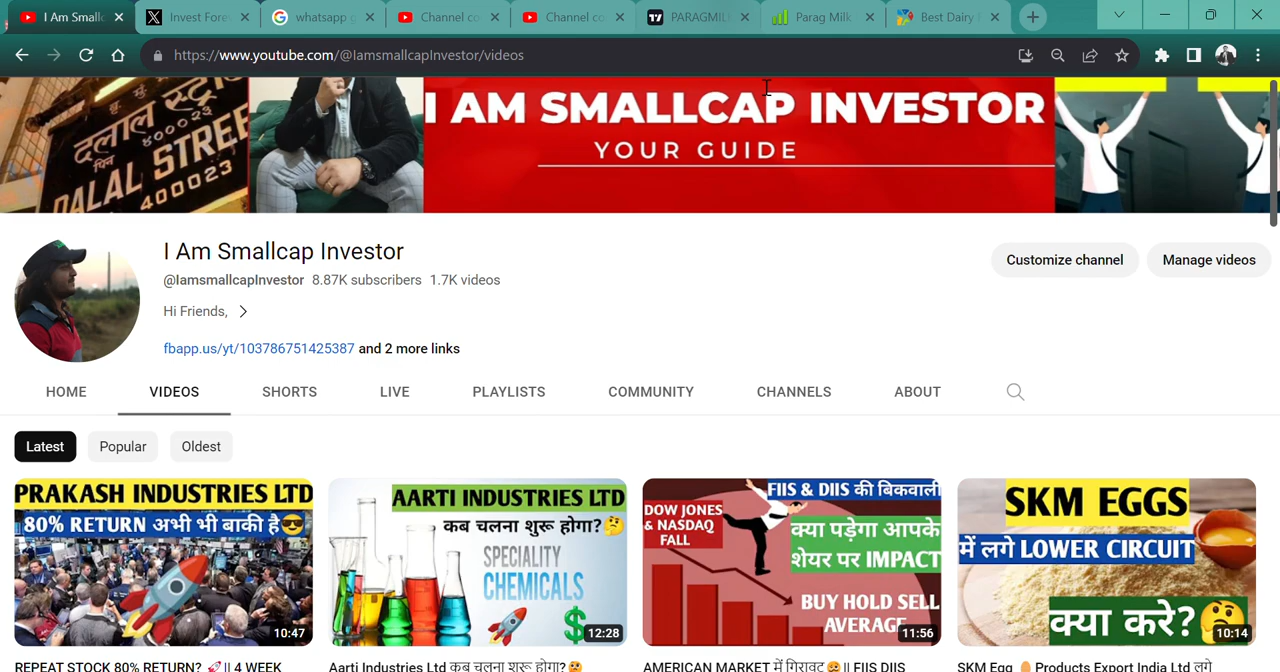 I Am Small
Invest Fore
whatsapp g
Channel co
Channel co
PARAGMIL
Parag Milk
Best Dairy
https://www.youtube.com/@IamsmallcapInvestor/videos
दलाल स्ट्रीट
पिन ४०००२३
DALAL STREET
400023
I AM SMALLCAP INVESTOR
YOUR GUIDE
I Am Smallcap Investor
@IamsmallcapInvestor 8.87K subscribers 1.7K videos
Customize channel
Manage videos
Hi Friends,
fbapp.us/yt/103786751425387 and 2 more links
HOME VIDEOS SHORTS LIVE PLAYLISTS COMMUNITY CHANNELS ABOUT
Latest Popular Oldest
PRAKASH INDUSTRIES LTD
80% RETURN अभी भी बाकी है😎
10:47
REPEAT STOCK 80% RETURN? 🚀|| 4 WEEK
AARTI INDUSTRIES LTD
कब चलना शुरू होगा?🤔
SPECIALITY
CHEMICALS
12:28
Aarti Industries Ltd कब चलना शुरू होगा?🤔
FIIS & DIIS की बिकवाली
DOW JONES
& NASDAQ
FALL
क्या पड़ेगा आपके
शेयर पर IMPACT
BUY HOLD SELL
AVERAGE
11:56
AMERICAN MARKET में गिरावट 😄 || FIIS DIIS
SKM EGGS
में लगे LOWER CIRCUIT
क्या करे?🤔
10:14
SKM Egg 🥚 Products Export India Ltd लगे